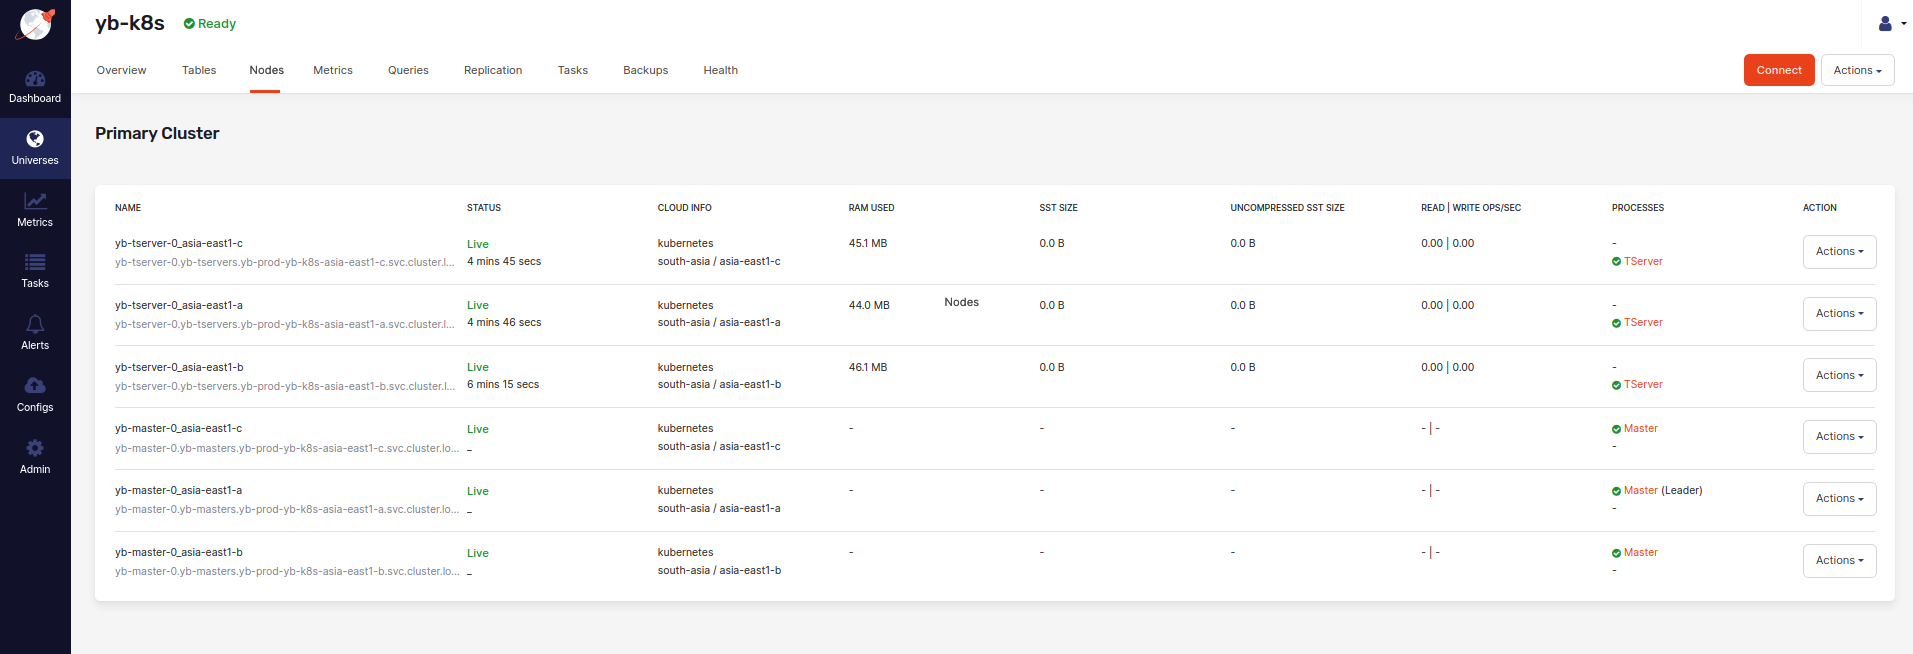 yb-k8s Ready
Overview Tables Nodes Metrics Queries Replication Tasks Backups Health Connect Actions
Dashboard
Universes
Metrics
Tasks
Alerts
Configs
Admin
Primary Cluster
NAME STATUS CLOUD INFO RAM USED SST SIZE UNCOMPRESSED SST SIZE READ | WRITE OPS/SEC PROCESSES ACTION
yb-tserver-0_asia-east1-c Live kubernetes 45.1 MB 0.0 B 0.0 B 0.00 | 0.00 - Actions
yb-tserver-0.yb-tservers.yb-prod-yb-k8s-asia-east1-c.svc.cluster.l... 4 mins 45 secs south-asia / asia-east1-c TServer
yb-tserver-0_asia-east1-a Live kubernetes 44.0 MB Nodes 0.0 B 0.0 B 0.00 | 0.00 - Actions
yb-tserver-0.yb-tservers.yb-prod-yb-k8s-asia-east1-a.svc.cluster.l... 4 mins 46 secs south-asia / asia-east1-a TServer
yb-tserver-0_asia-east1-b Live kubernetes 46.1 MB 0.0 B 0.0 B 0.00 | 0.00 - Actions
yb-tserver-0.yb-tservers.yb-prod-yb-k8s-asia-east1-b.svc.cluster.l... 6 mins 15 secs south-asia / asia-east1-b TServer
yb-master-0_asia-east1-c Live kubernetes - - - - | - Master Actions
yb-master-0.yb-masters.yb-prod-yb-k8s-asia-east1-c.svc.cluster.lo... _ south-asia / asia-east1-c -
yb-master-0_asia-east1-a Live kubernetes - - - - | - Master (Leader) Actions
yb-master-0.yb-masters.yb-prod-yb-k8s-asia-east1-a.svc.cluster.lo... _ south-asia / asia-east1-a -
yb-master-0_asia-east1-b Live kubernetes - - - - | - Master Actions
yb-master-0.yb-masters.yb-prod-yb-k8s-asia-east1-b.svc.cluster.lo... _ south-asia / asia-east1-b -